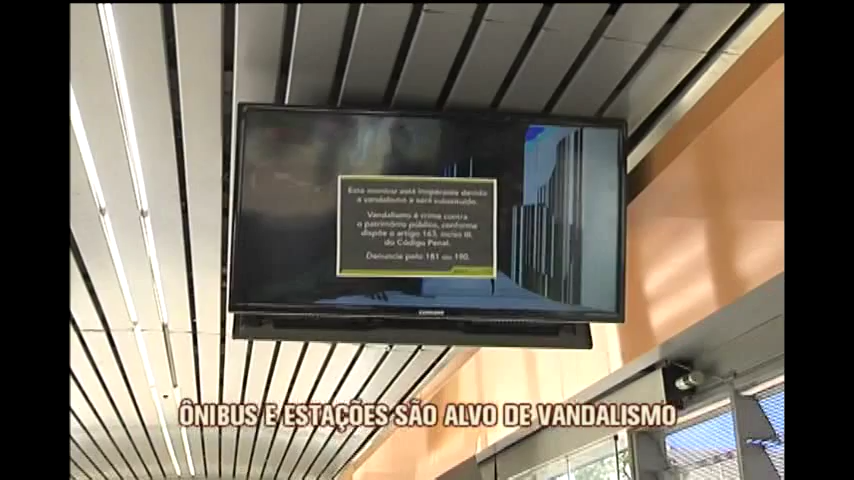 Este monitor está inoperante devido
a vandalismo e será substituído.
Vandalismo é crime contra
o patrimônio público, conforme
dispõe o artigo 163, inciso III,
do Código Penal.
Denuncie pelo 181 ou 190.
SAMSUNG
ÔNIBUS E ESTAÇÕES SÃO ALVO DE VANDALISMO